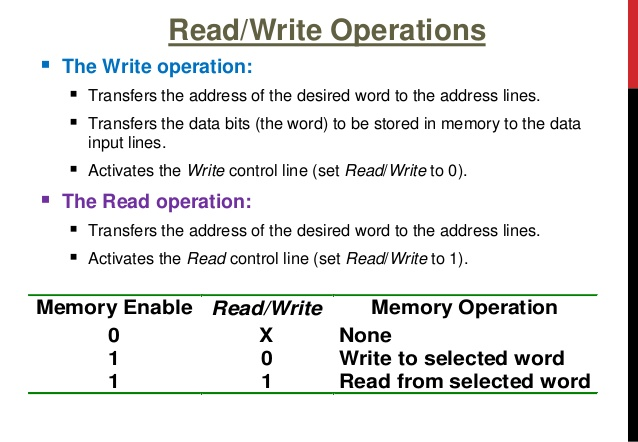 Read/Write Operations
▪ The Write operation:
▪ Transfers the address of the desired word to the address lines.
▪ Transfers the data bits (the word) to be stored in memory to the data
input lines.
▪ Activates the Write control line (set Read/Write to 0).
▪ The Read operation:
▪ Transfers the address of the desired word to the address lines.
▪ Activates the Read control line (set Read/Write to 1).
Memory Enable Read/Write Memory Operation
0 X None
1 0 Write to selected word
1 1 Read from selected word